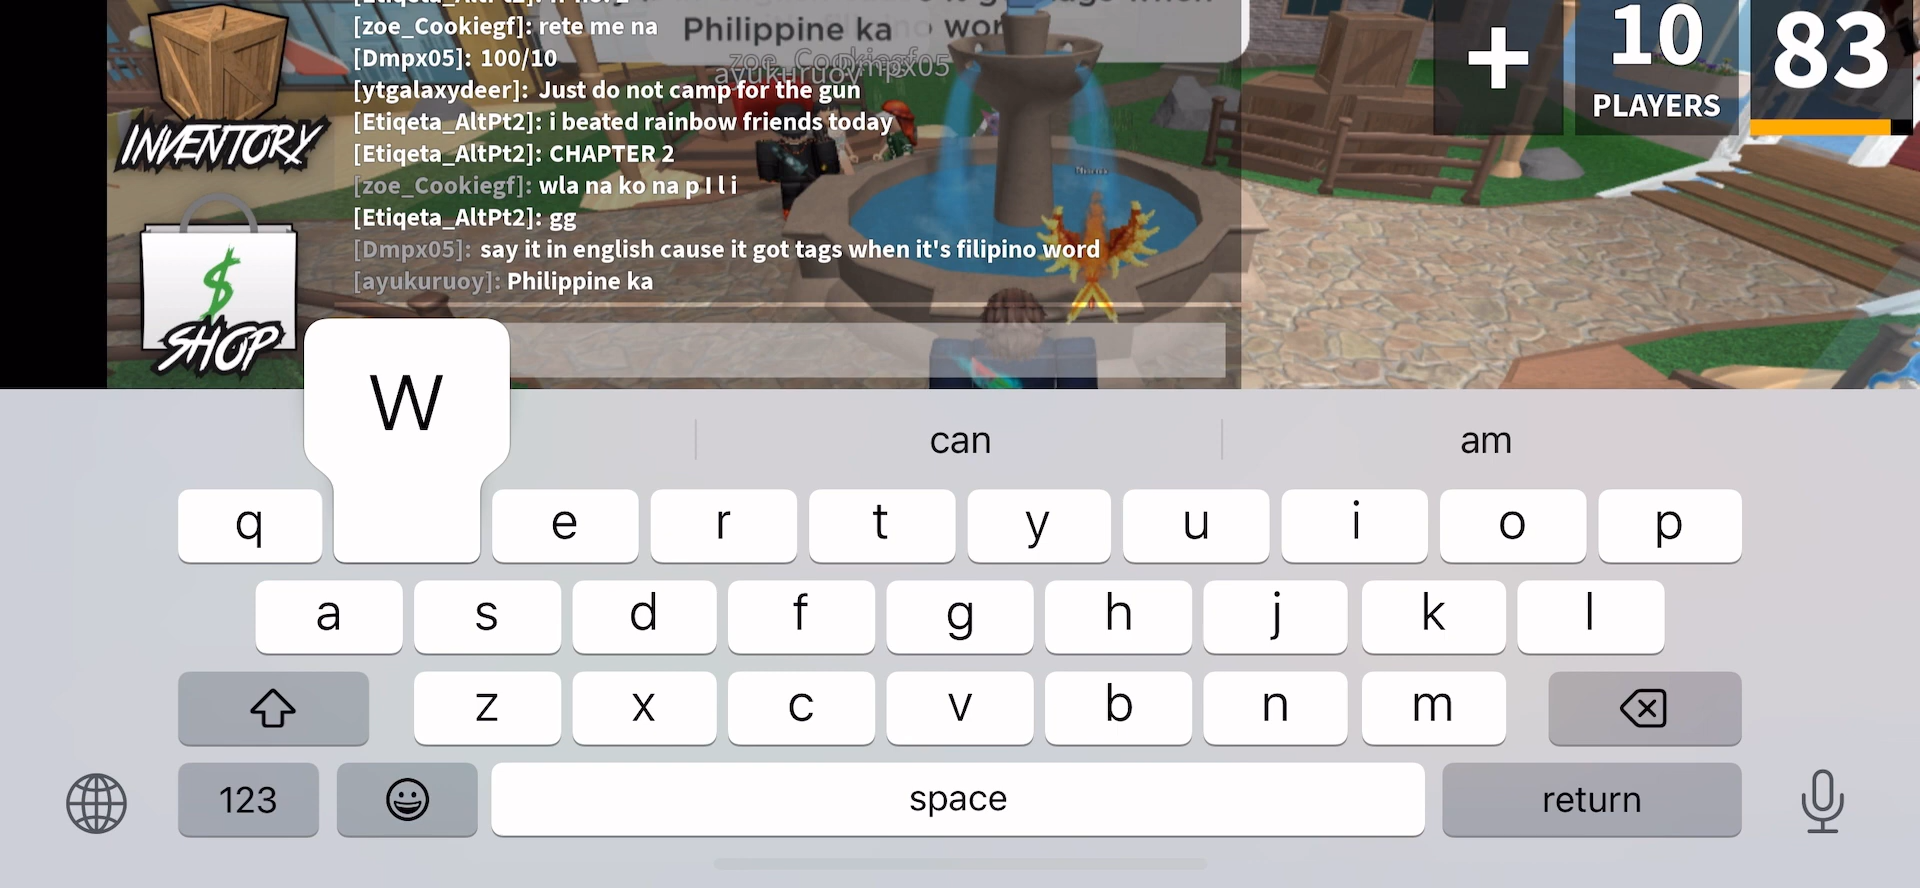 [zoe_Cookiegf]: rete me na
[Dmpx05]: 100/10
[ytgalaxydeer]: Just do not camp for the gun
[Etiqeta_AltPt2]: i beated rainbow friends today
[Etiqeta_AltPt2]: CHAPTER 2
[zoe_Cookiegf]: wla na ko na p I l i
[Etiqeta_AltPt2]: gg
[Dmpx05]: say it in english cause it got tags when it's filipino word
[ayukuruoy]: Philippine ka
Philippine ka
ayukuruoy
Dmpx05
INVENTORY
$
SHOP
+
10
PLAYERS
83
W
can
am
q e r t y u i o p
a s d f g h j k l
z x c v b n m
123
space
return